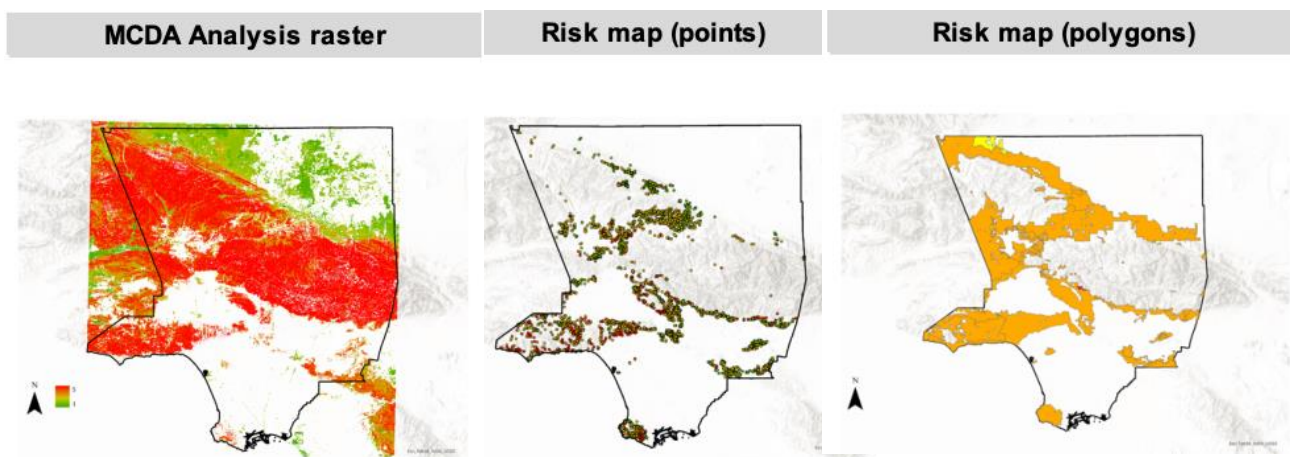 MCDA Analysis raster
Risk map (points)
Risk map (polygons)
N
5
1
N